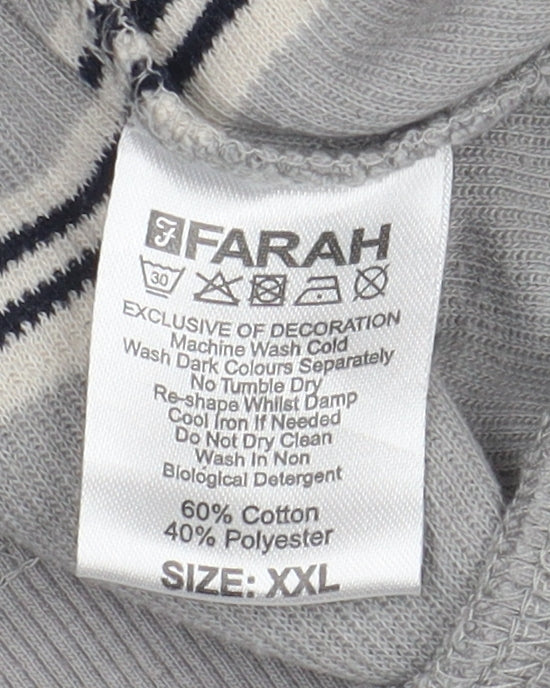 F FARAH
30
EXCLUSIVE OF DECORATION
Machine Wash Cold
Wash Dark Colours Separately
No Tumble Dry
Re-shape Whilst Damp
Cool Iron If Needed
Do Not Dry Clean
Wash In Non
Biological Detergent
60% Cotton
40% Polyester
SIZE: XXL